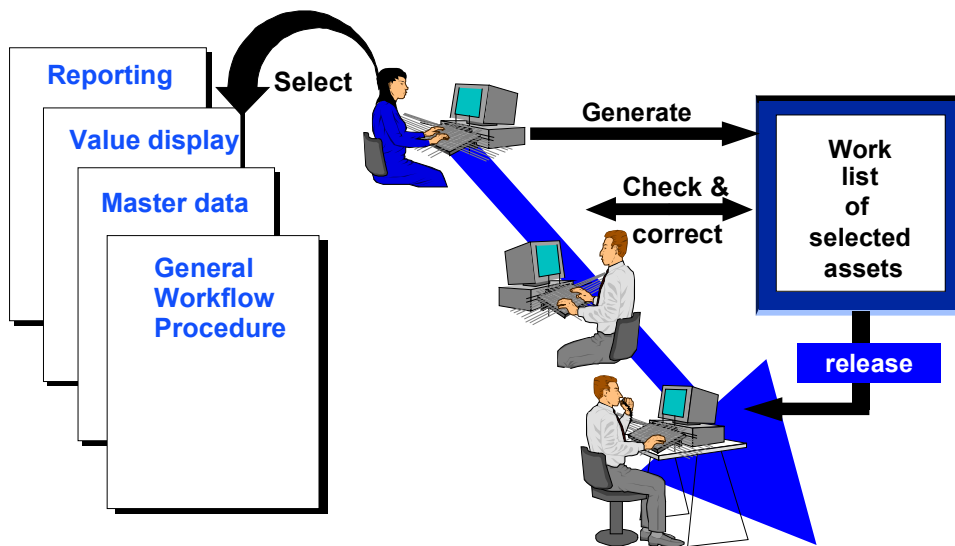 Reporting
Value display
Master data
General
Workflow
Procedure
Select
Generate
Check &
correct
Work
list
of
selected
assets
release